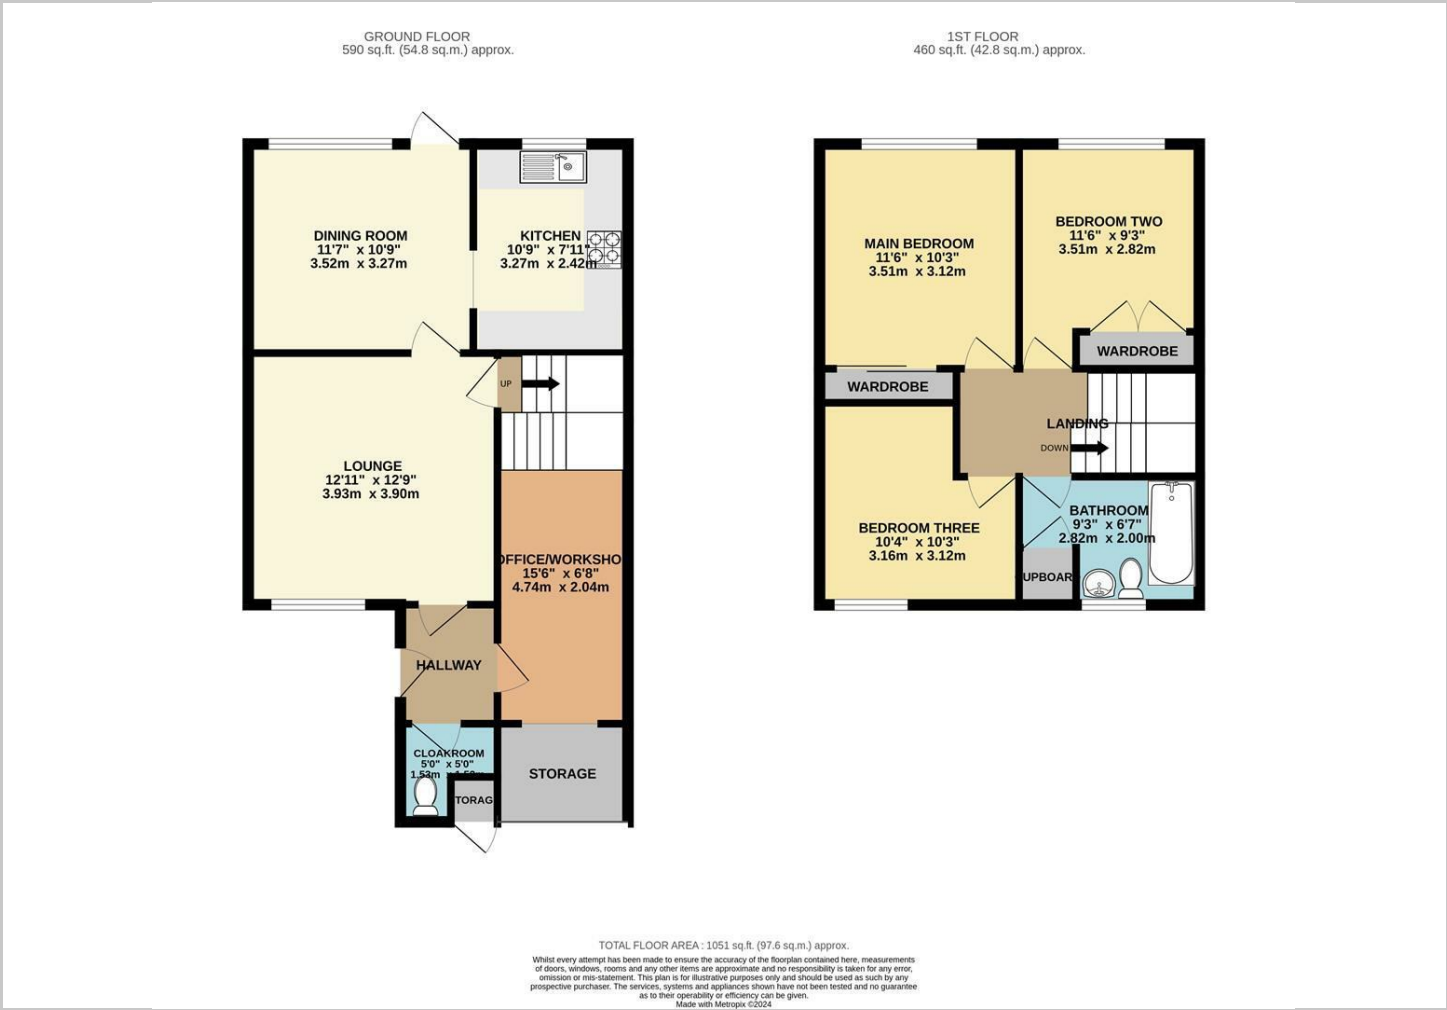 GROUND FLOOR
590 sq.ft. (54.8 sq.m.) approx.
1ST FLOOR
460 sq.ft. (42.8 sq.m.) approx.
DINING ROOM
11'7" x 10'9"
3.52m x 3.27m
KITCHEN
10'9" x 7'11"
3.27m x 2.42m
UP
LOUNGE
12'11" x 12'9"
3.93m x 3.90m
OFFICE/WORKSHO
15'6" x 6'8"
4.74m x 2.04m
HALLWAY
CLOAKROOM
5'0" x 5'0"
1.53m x
STORAGE
TORAG
MAIN BEDROOM
11'6" x 10'3"
3.51m x 3.12m
BEDROOM TWO
11'6" x 9'3"
3.51m x 2.82m
WARDROBE
WARDROBE
LANDING
DOWN
BEDROOM THREE
10'4" x 10'3"
3.16m x 3.12m
BATHROOM
9'3" x 6'7"
2.82m x 2.00m
UPBOAR
TOTAL FLOOR AREA : 1051 sq.ft. (97.6 sq.m.) approx.
Whilst every attempt has been made to ensure the accuracy of the floorplan contained here, measurements
of doors, windows, rooms and any other items are approximate and no responsibility is taken for any error,
omission or mis-statement. This plan is for illustrative purposes only and should be used as such by any
prospective purchaser. The services, systems and appliances shown have not been tested and no guarantee
as to their operability or efficiency can be given.
Made with Metropix ©2024